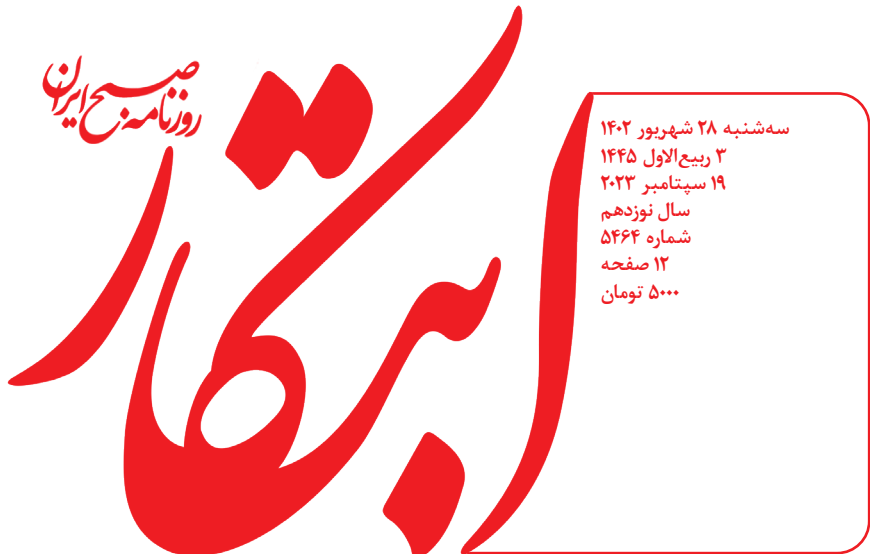 ابتکار
روزنامه صبح ایران
سه‌شنبه ۲۸ شهریور ۱۴۰۲
۳ ربیع‌الاول ۱۴۴۵
۱۹ سپتامبر ۲۰۲۳
سال نوزدهم
شماره ۵۴۶۴
۱۲ صفحه
۵۰۰۰ تومان